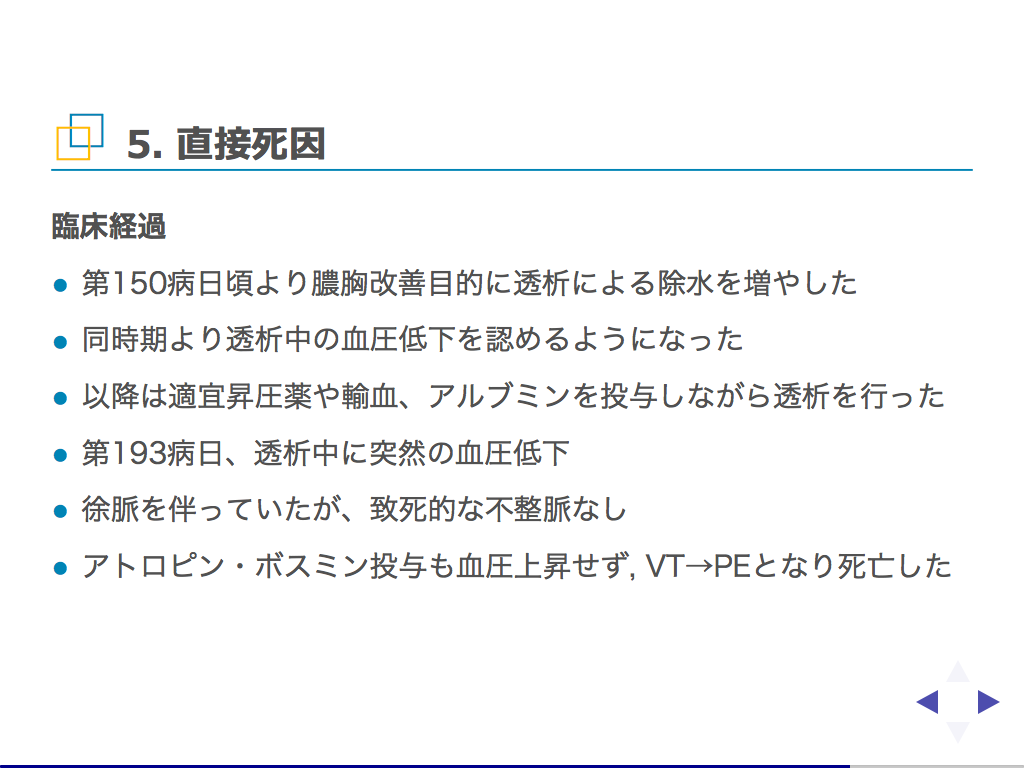 5. 直接死因
臨床経過
● 第150病日頃より膿胸改善目的に透析による除水を増やした
● 同時期より透析中の血圧低下を認めるようになった
● 以降は適宜昇圧薬や輸血、アルブミンを投与しながら透析を行った
● 第193病日、透析中に突然の血圧低下
● 徐脈を伴っていたが、致死的な不整脈なし
● アトロピン・ボスミン投与も血圧上昇せず, VT→PEとなり死亡した